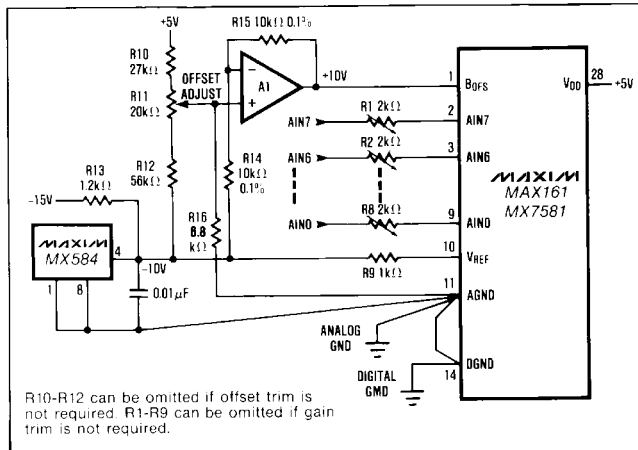 R15 10kΩ 0.1%
+5V
R10
27kΩ
OFFSET
ADJUST
R11
20kΩ
R12
56kΩ
A1
−
+
+10V
R13
1.2kΩ
−15V
R14
10kΩ
0.1%
R16
6.8
kΩ
MAXIM
MX584
4
1
8
−10V
0.01µF
AIN7
R1 2kΩ
AIN6
R2 2kΩ
AIN0
R8 2kΩ
R9 1kΩ
ANALOG
GND
DIGITAL
GMD
1
BOFS
2
AIN7
3
AIN6
9
AIN0
10
VREF
11
AGND
14
DGND
VDD
28
+5V
MAXIM
MAX161
MX7581
R10-R12 can be omitted if offset trim is
not required. R1-R9 can be omitted if gain
trim is not required.